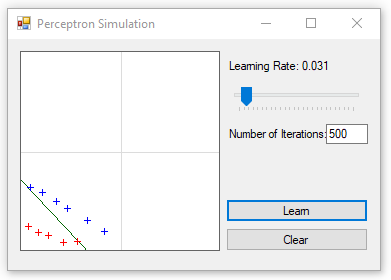 Perceptron Simulation
Learning Rate: 0.031
Number of Iterations: 500
Learn
Clear